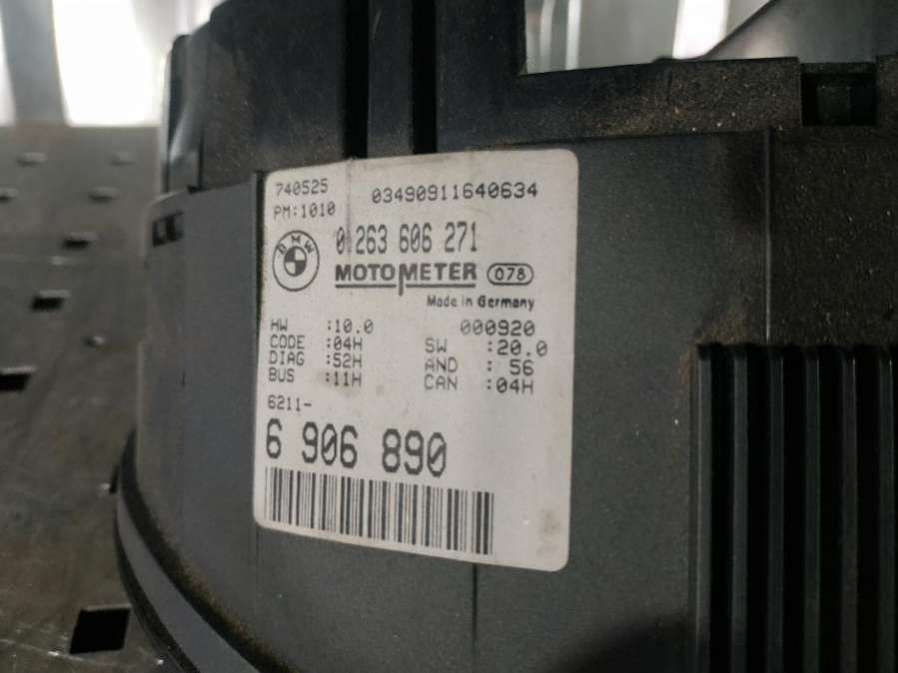 740525
PM:1010
03490911640634
BMW
0 263 606 271
MOTOMETER 078
Made in Germany
000920
HW :10.0
SW :20.0
CODE :04H
AND : 56
DIAG :52H
CAN :04H
BUS :11H
6211-
6 906 890